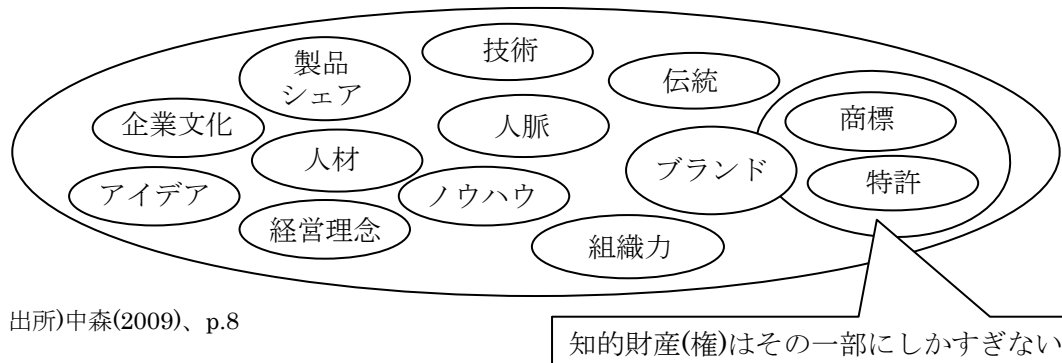 製品
シェア
技術
伝統
企業文化
人脈
商標
人材
ブランド
特許
アイデア
ノウハウ
経営理念
組織力
出所)中森(2009)、p.8
知的財産(権)はその一部にしかすぎない